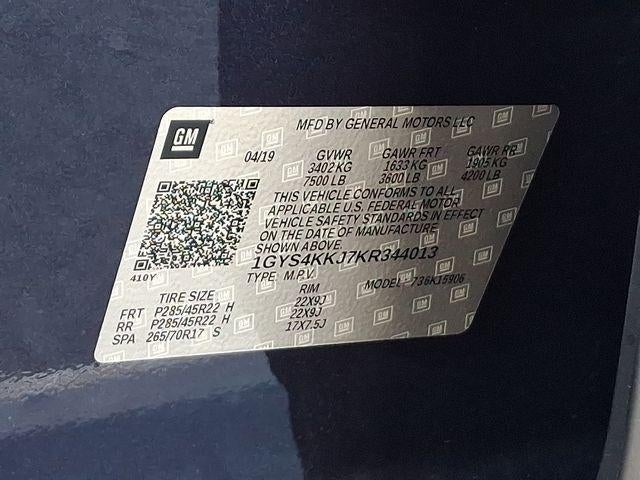 GM
MFD BY GENERAL MOTORS LLC
04/19 GVWR GAWR FRT GAWR RR
3402 KG 1633 KG 1905 KG
7500 LB 3600 LB 4200 LB
THIS VEHICLE CONFORMS TO ALL
APPLICABLE U.S. FEDERAL MOTOR
VEHICLE SAFETY STANDARDS IN EFFECT
ON THE DATE OF MANUFACTURE
SHOWN ABOVE.
410Y
1GYS4KKJ7KR344013
TYPE M.P.V. MODEL - 736K15906
TIRE SIZE RIM
FRT P285/45R22 H 22X9J
RR P285/45R22 H 22X9J
SPA 265/70R17 S 17X7.5J